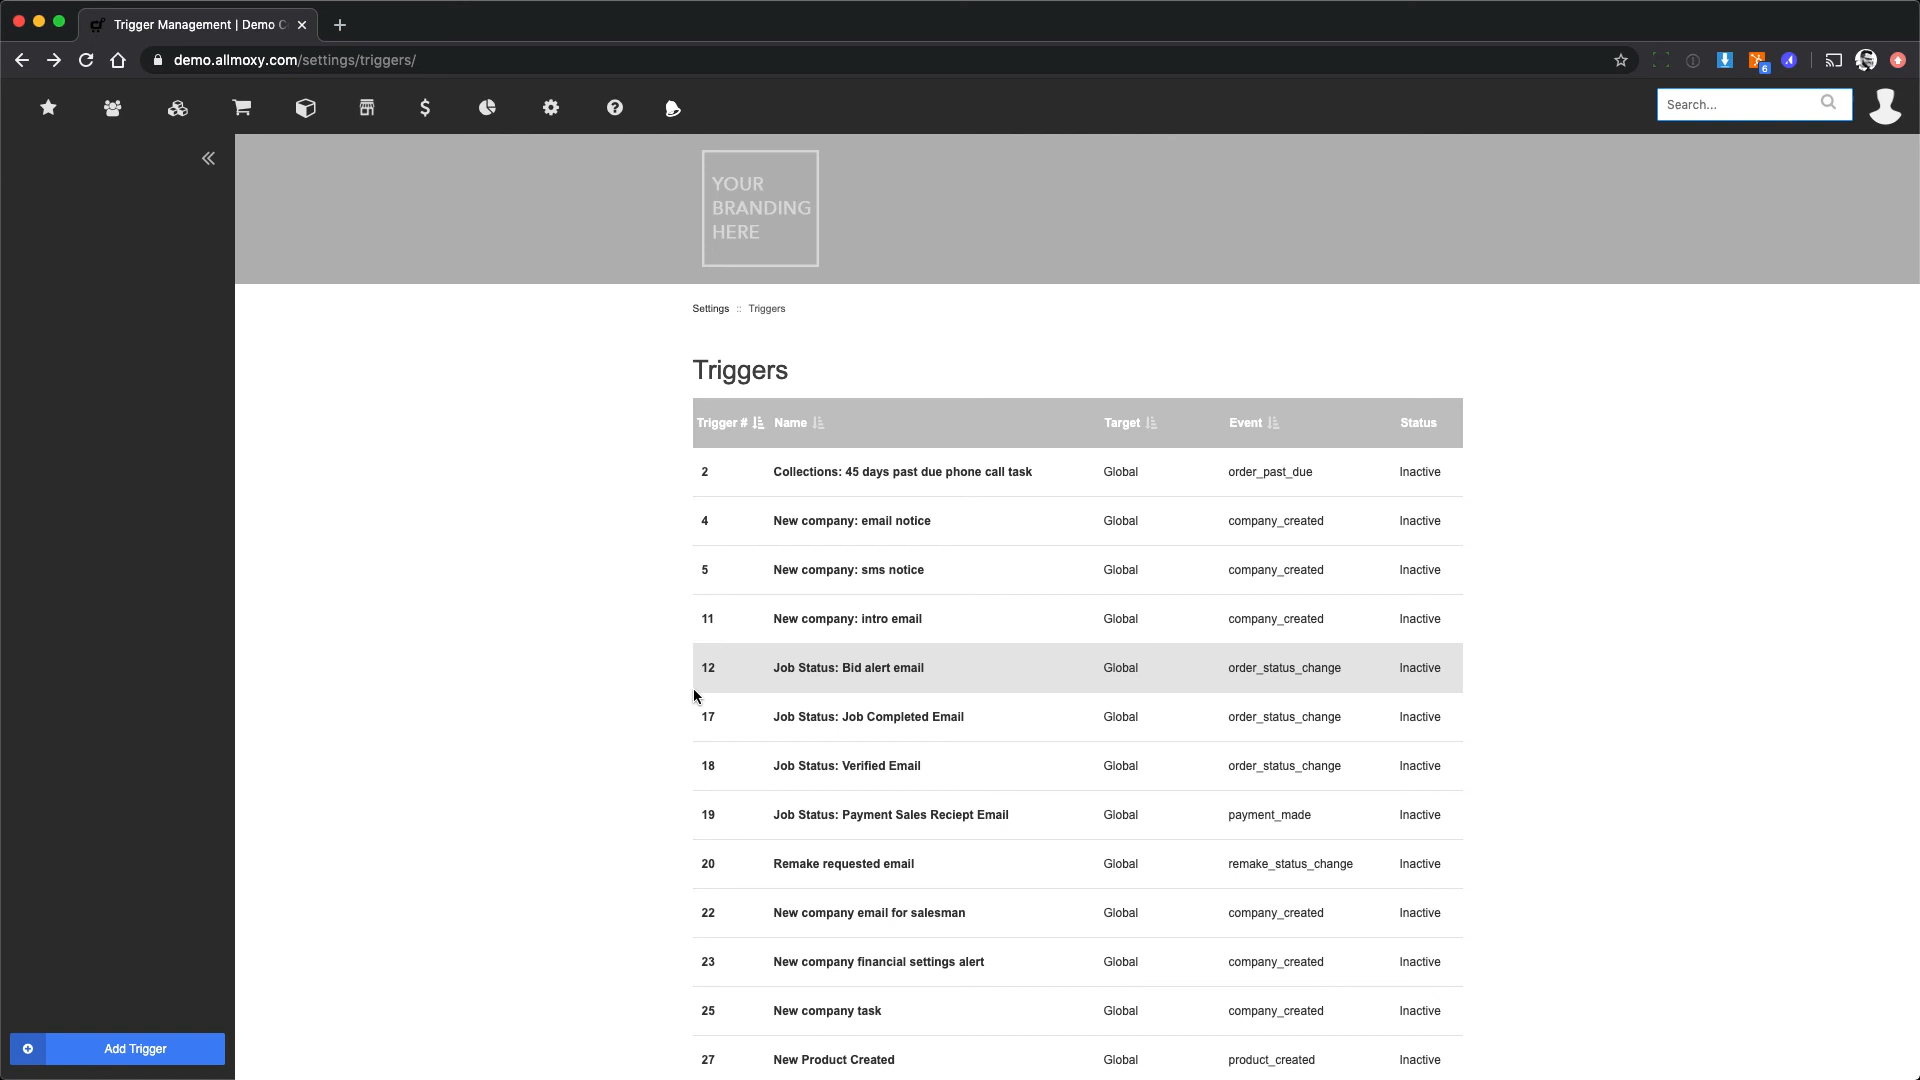 Trigger Management | Demo C
demo.allmoxy.com/settings/triggers/
6
Search...
YOUR
BRANDING
HERE
Settings :: Triggers
Triggers
Trigger # Name Target Event Status
2 Collections: 45 days past due phone call task Global order_past_due Inactive
4 New company: email notice Global company_created Inactive
5 New company: sms notice Global company_created Inactive
11 New company: intro email Global company_created Inactive
12 Job Status: Bid alert email Global order_status_change Inactive
17 Job Status: Job Completed Email Global order_status_change Inactive
18 Job Status: Verified Email Global order_status_change Inactive
19 Job Status: Payment Sales Reciept Email Global payment_made Inactive
20 Remake requested email Global remake_status_change Inactive
22 New company email for salesman Global company_created Inactive
23 New company financial settings alert Global company_created Inactive
25 New company task Global company_created Inactive
27 New Product Created Global product_created Inactive
Add Trigger